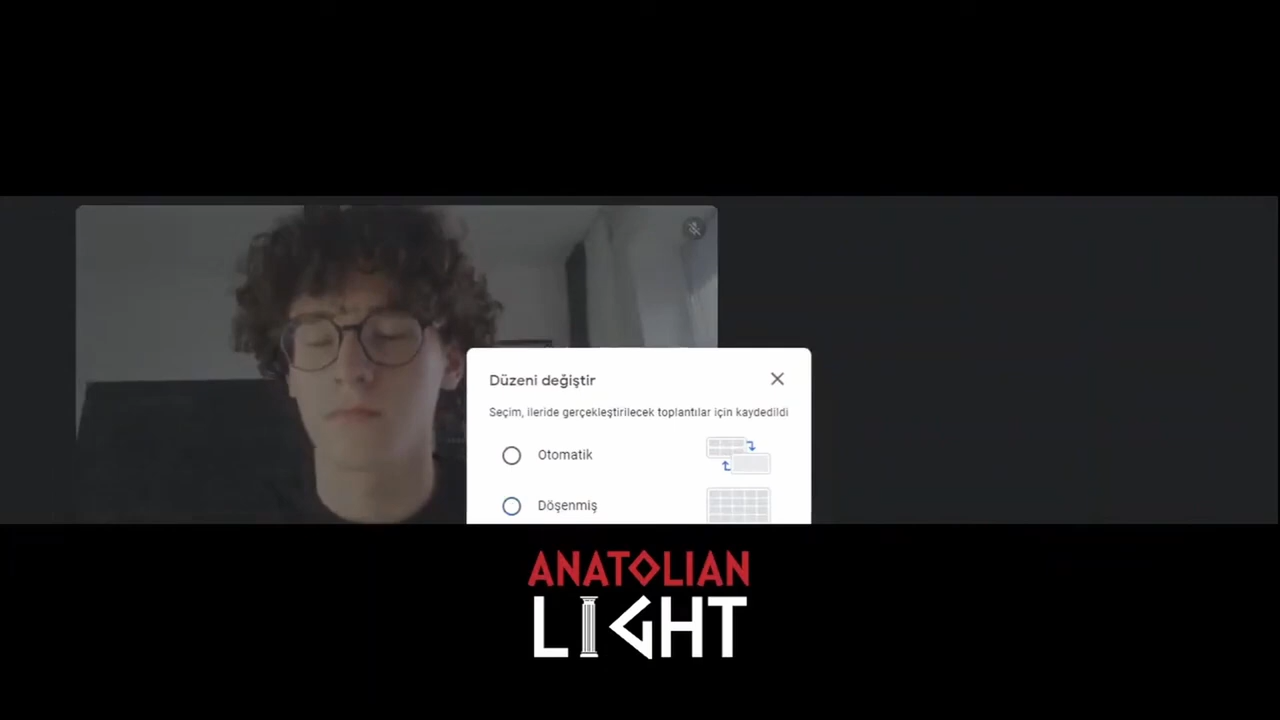 Düzeni değiştir
Seçim, ileride gerçekleştirilecek toplantılar için kaydedildi
Otomatik
Döşenmiş
ANATOLIAN
LIGHT